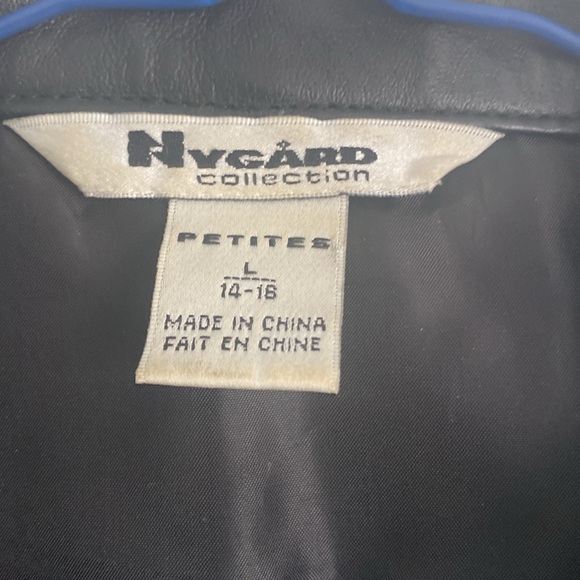 NYGÅRD
collection
PETITES
L
14-16
MADE IN CHINA
FAIT EN CHINE